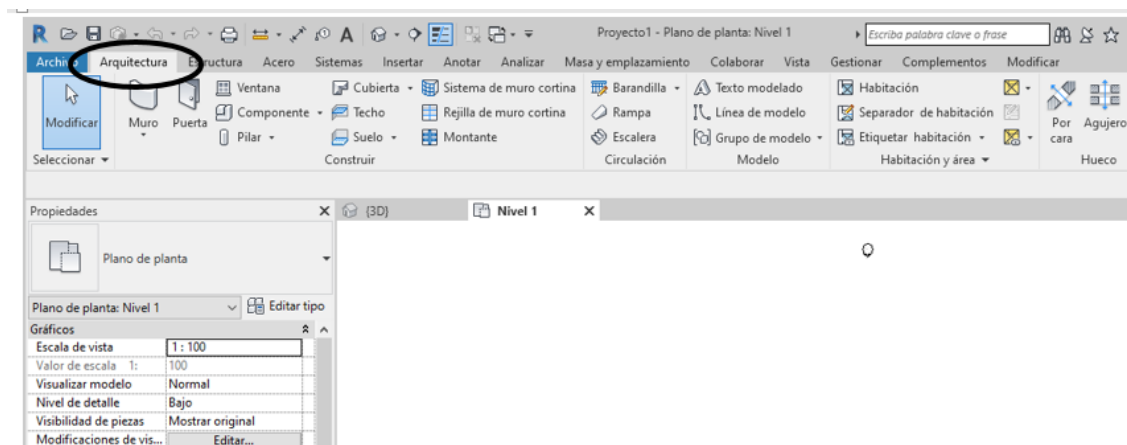 Proyecto1 - Plano de planta: Nivel 1
Escriba palabra clave o frase
Archivo Arquitectura Estructura Acero Sistemas Insertar Anotar Analizar Masa y emplazamiento Colaborar Vista Gestionar Complementos Modificar
Modificar
Muro
Puerta
Ventana
Componente
Pilar
Cubierta
Techo
Suelo
Sistema de muro cortina
Rejilla de muro cortina
Montante
Barandilla
Rampa
Escalera
Texto modelado
Línea de modelo
Grupo de modelo
Habitación
Separador de habitación
Etiquetar habitación
Por cara
Agujero
Seleccionar
Construir
Circulación
Modelo
Habitación y área
Hueco
Propiedades
{3D}
Nivel 1
Plano de planta
Plano de planta: Nivel 1
Editar tipo
Gráficos
Escala de vista 1 : 100
Valor de escala 1: 100
Visualizar modelo Normal
Nivel de detalle Bajo
Visibilidad de piezas Mostrar original
Modificaciones de vis... Editar...